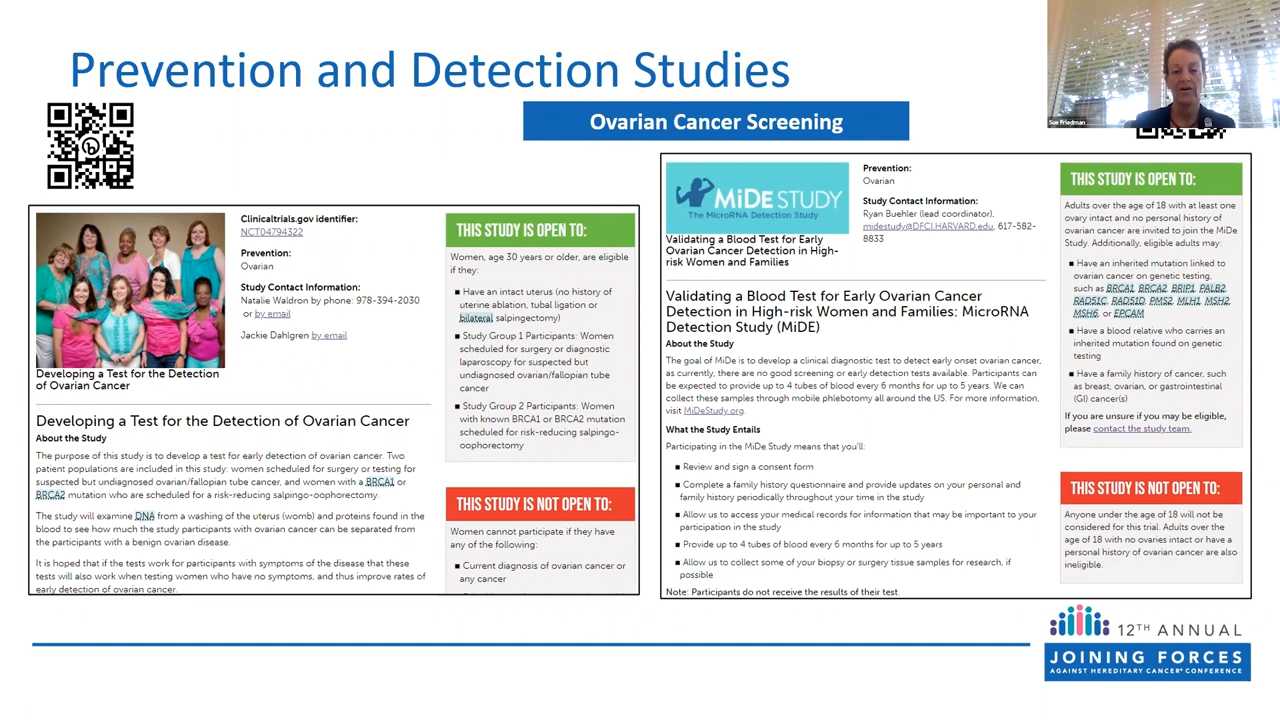 Prevention and Detection Studies
Ovarian Cancer Screening
Sue Friedman
Clinicaltrials.gov identifier:
NCT04794322
Prevention:
Ovarian
Study Contact Information:
Natalie Waldron by phone: 978-394-2030
or by email
Jackie Dahlgren by email
Developing a Test for the Detection
of Ovarian Cancer
Developing a Test for the Detection of Ovarian Cancer
About the Study
The purpose of this study is to develop a test for early detection of ovarian cancer. Two
patient populations are included in this study: women scheduled for surgery or testing for
suspected but undiagnosed ovarian/fallopian tube cancer, and women with a BRCA1 or
BRCA2 mutation who are scheduled for a risk-reducing salpingo-oophorectomy.
The study will examine DNA from a washing of the uterus (womb) and proteins found in the
blood to see how much the study participants with ovarian cancer can be separated from
the participants with a benign ovarian disease.
It is hoped that if the tests work for participants with symptoms of the disease that these
tests will also work when testing women who have no symptoms, and thus improve rates of
early detection of ovarian cancer.
THIS STUDY IS OPEN TO:
Women, age 30 years or older, are eligible
if they:
■ Have an intact uterus (no history of
uterine ablation, tubal ligation or
bilateral salpingectomy)
■ Study Group 1 Participants: Women
scheduled for surgery or diagnostic
laparoscopy for suspected but
undiagnosed ovarian/fallopian tube
cancer
■ Study Group 2 Participants: Women
with known BRCA1 or BRCA2 mutation
scheduled for risk-reducing salpingo-
oophorectomy
THIS STUDY IS NOT OPEN TO:
Women cannot participate if they have
any of the following:
■ Current diagnosis of ovarian cancer or
any cancer
MiDe STUDY
The MicroRNA Detection Study
Validating a Blood Test for Early
Ovarian Cancer Detection in High-
risk Women and Families
Prevention:
Ovarian
Study Contact Information:
Ryan Buehler (lead coordinator),
midestudy@DFCI.HARVARD.edu, 617-582-
8833
Validating a Blood Test for Early Ovarian Cancer
Detection in High-risk Women and Families: MicroRNA
Detection Study (MiDE)
About the Study
The goal of MiDe is to develop a clinical diagnostic test to detect early onset ovarian cancer,
as currently, there are no good screening or early detection tests available. Participants can
be expected to provide up to 4 tubes of blood every 6 months for up to 5 years. We can
collect these samples through mobile phlebotomy all around the US. For more information,
visit MiDeStudy.org.
What the Study Entails
Participating in the MiDe Study means that you'll:
■ Review and sign a consent form
■ Complete a family history questionnaire and provide updates on your personal and
family history periodically throughout your time in the study
■ Allow us to access your medical records for information that may be important to your
participation in the study
■ Provide up to 4 tubes of blood every 6 months for up to 5 years
■ Allow us to collect some of your biopsy or surgery tissue samples for research, if
possible
Note: Participants do not receive the results of their test.
THIS STUDY IS OPEN TO:
Adults over the age of 18 with at least one
ovary intact and no personal history of
ovarian cancer are invited to join the MiDe
Study. Additionally, eligible adults may:
■ Have an inherited mutation linked to
ovarian cancer on genetic testing,
such as BRCA1, BRCA2, BRIP1, PALB2,
RAD51C, RAD51D, PMS2, MLH1, MSH2,
MSH6, or EPCAM
■ Have a blood relative who carries an
inherited mutation found on genetic
testing
■ Have a family history of cancer, such
as breast, ovarian, or gastrointestinal
(GI) cancer(s)
If you are unsure if you may be eligible,
please contact the study team.
THIS STUDY IS NOT OPEN TO:
Anyone under the age of 18 will not be
considered for this trial. Adults over the
age of 18 with no ovaries intact or have a
personal history of ovarian cancer are also
ineligible.
12TH ANNUAL
JOINING FORCES
AGAINST HEREDITARY CANCER® CONFERENCE